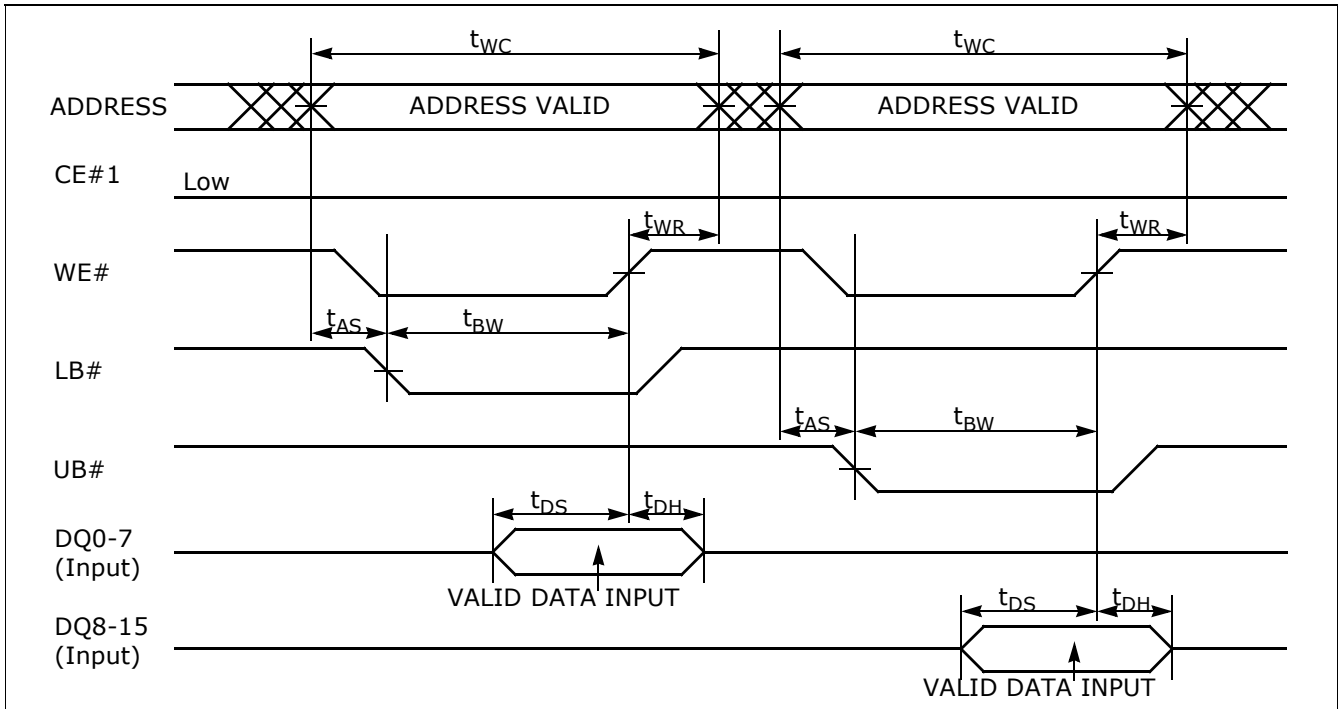 tWC tWC
ADDRESS ADDRESS VALID ADDRESS VALID
CE#1 Low
tWR tWR
WE#
tAS tBW
LB#
tAS tBW
UB#
tDS tDH
DQ0-7
(Input)
VALID DATA INPUT
tDS tDH
DQ8-15
(Input)
VALID DATA INPUT